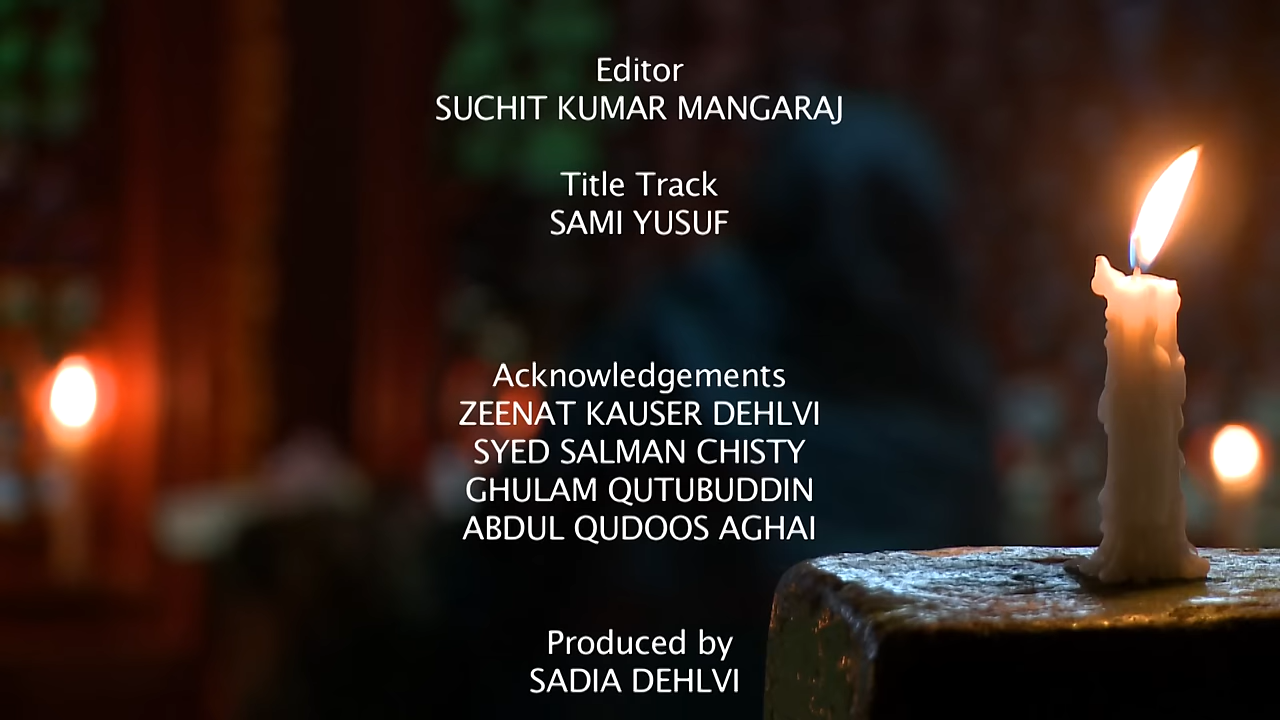 Editor
SUCHIT KUMAR MANGARAJ
Title Track
SAMI YUSUF
Acknowledgements
ZEENAT KAUSER DEHLVI
SYED SALMAN CHISTY
GHULAM QUTUBUDDIN
ABDUL QUDOOS AGHAI
Produced by
SADIA DEHLVI